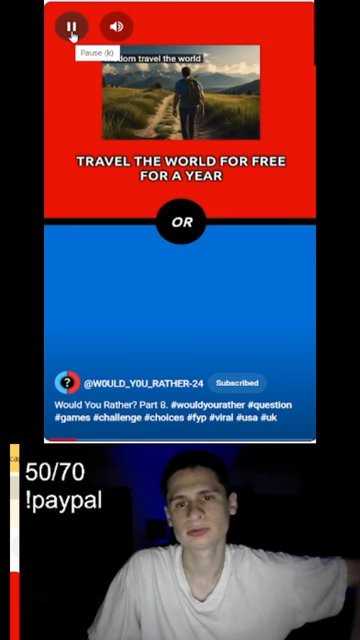 Pause (k)
dom travel the world
TRAVEL THE WORLD FOR FREE
FOR A YEAR
OR
?
@W0ULD_Y0U_RATHER-24 Subscribed
Would You Rather? Part 8. #wouldyourather #question
#games #challenge #choices #fyp #viral #usa #uk
50/70
!paypal